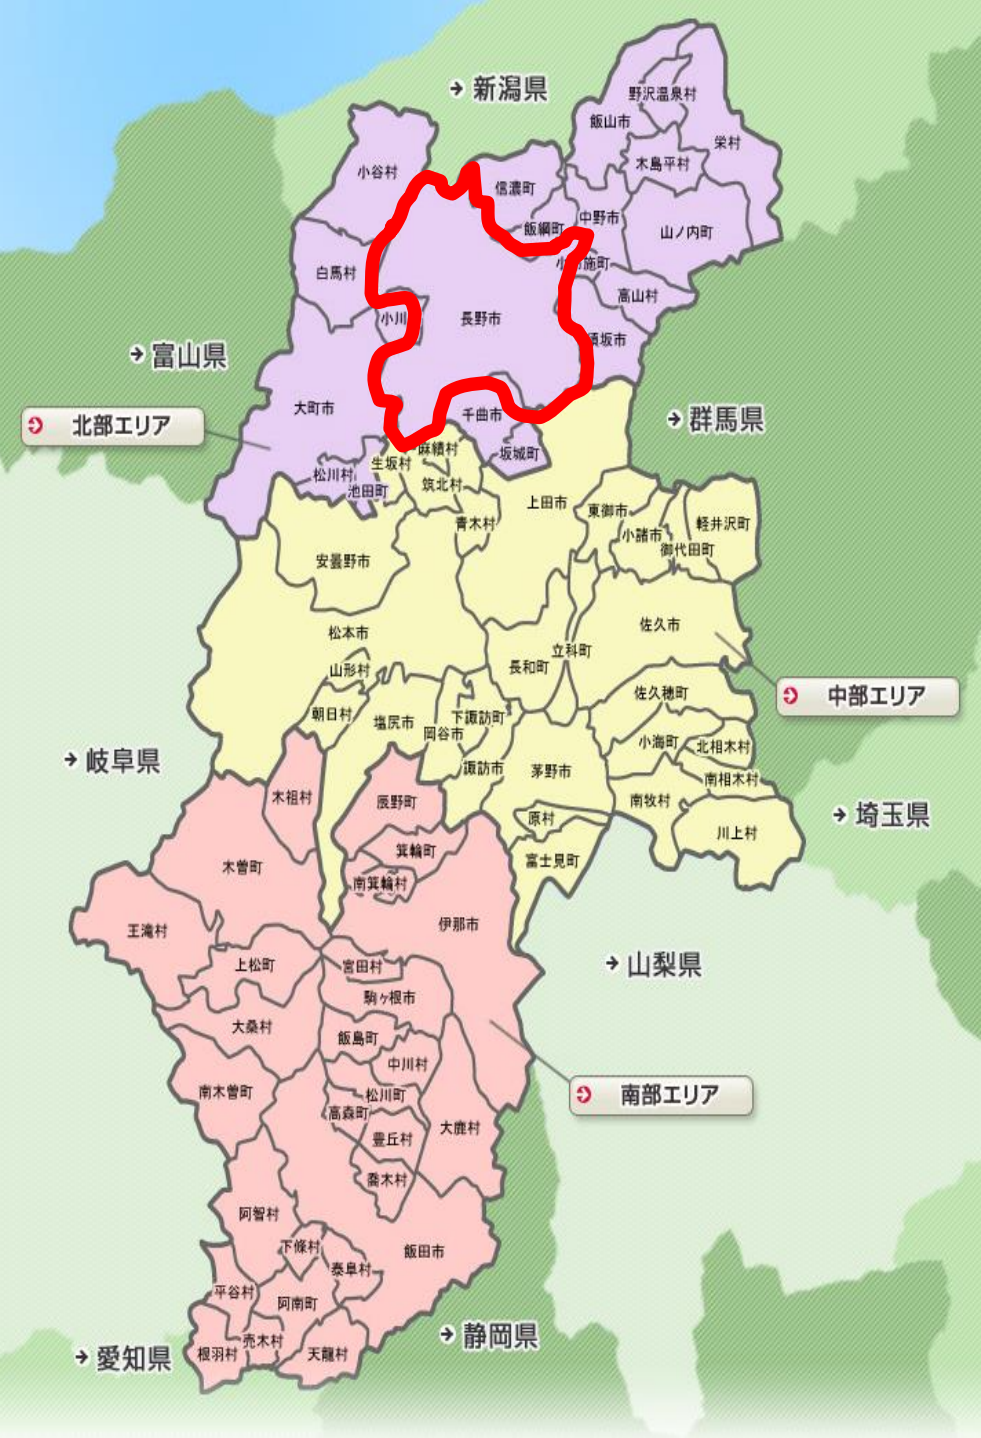 新潟県
野沢温泉村
飯山市
栄村
木島平村
小谷村
信濃町
中野市
飯綱町
山ノ内町
白馬村
小布施町
高山村
小川
長野市
須坂市
富山県
大町市
千曲市
群馬県
北部エリア
麻績村
坂城町
生坂村
松川村
池田町
筑北村
上田市
東御市
軽井沢町
青木村
小諸市
御代田町
安曇野市
佐久市
松本市
立科町
長和町
山形村
佐久穂町
中部エリア
朝日村
塩尻市
下諏訪町
岡谷市
小海町
北相木村
岐阜県
諏訪市
茅野市
南相木村
木祖村
辰野町
南牧村
原村
埼玉県
川上村
箕輪町
富士見町
木曽町
南箕輪村
伊那市
王滝村
上松町
宮田村
山梨県
駒ヶ根市
大桑村
飯島町
中川村
南木曽町
松川町
南部エリア
高森町
豊丘村
大鹿村
喬木村
阿智村
下條村
飯田市
泰阜村
平谷村
阿南町
静岡県
売木村
根羽村
天龍村
愛知県